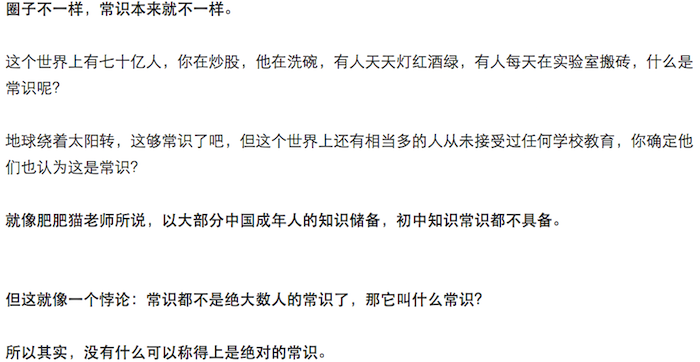 圈子不一样，常识本来就不一样。
这个世界上有七十亿人，你在炒股，他在洗碗，有人天天灯红酒绿，有人每天在实验室搬砖，什么是
常识呢？
地球绕着太阳转，这够常识了吧，但这个世界上还有相当多的人从未接受过任何学校教育，你确定他
们也认为这是常识？
就像肥肥猫老师所说，以大部分中国成年人的知识储备，初中知识常识都不具备。
但这就像一个悖论：常识都不是绝大数人的常识了，那它叫什么常识？
所以其实，没有什么可以称得上是绝对的常识。